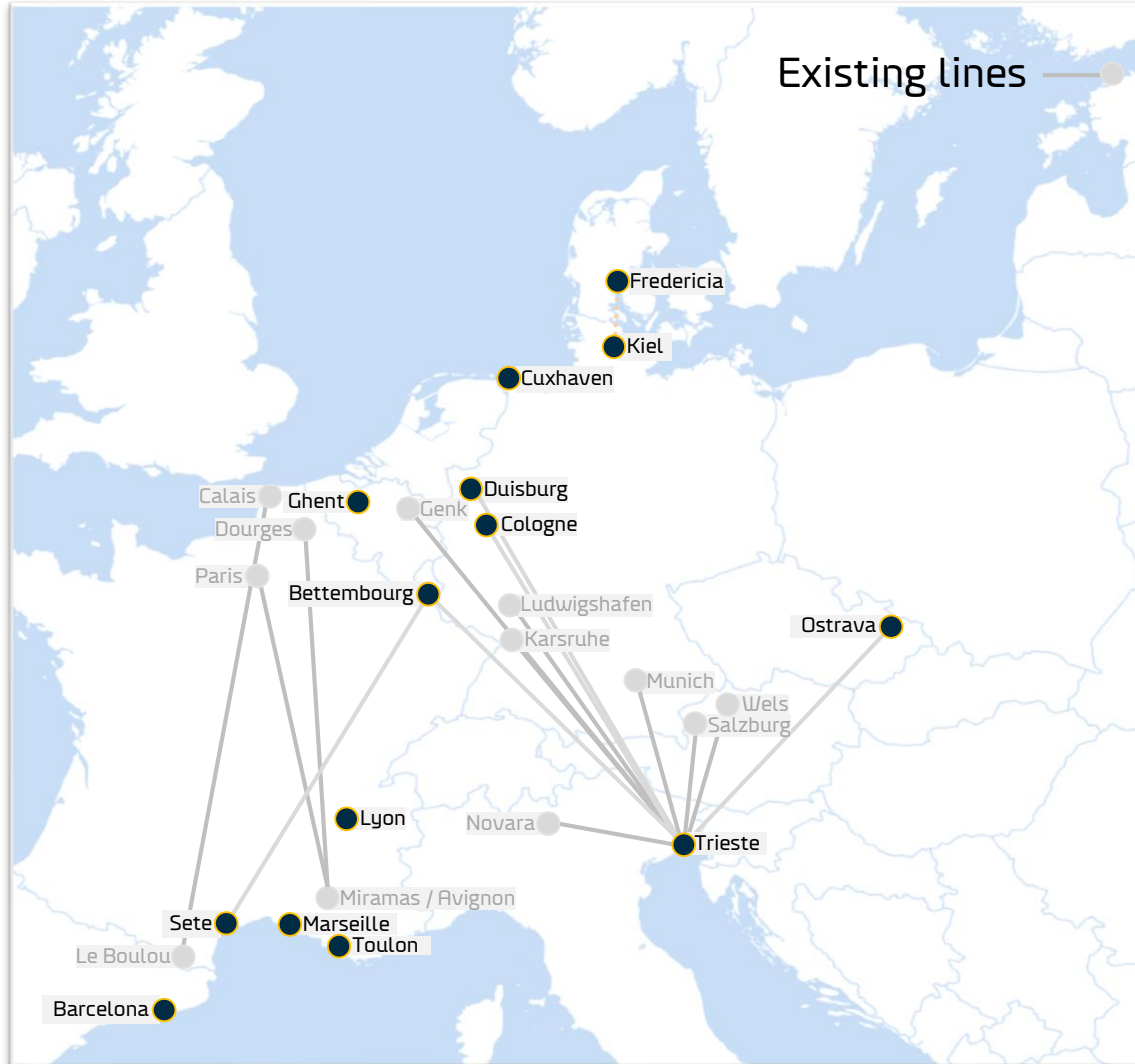 Existing lines
Fredericia
Kiel
Cuxhaven
Duisburg
Calais
Ghent
Genk
Cologne
Dourges
Paris
Bettembourg
Ludwigshafen
Ostrava
Karsruhe
Munich
Wels
Salzburg
Lyon
Novara
Trieste
Miramas / Avignon
Sete
Marseille
Toulon
Le Boulou
Barcelona